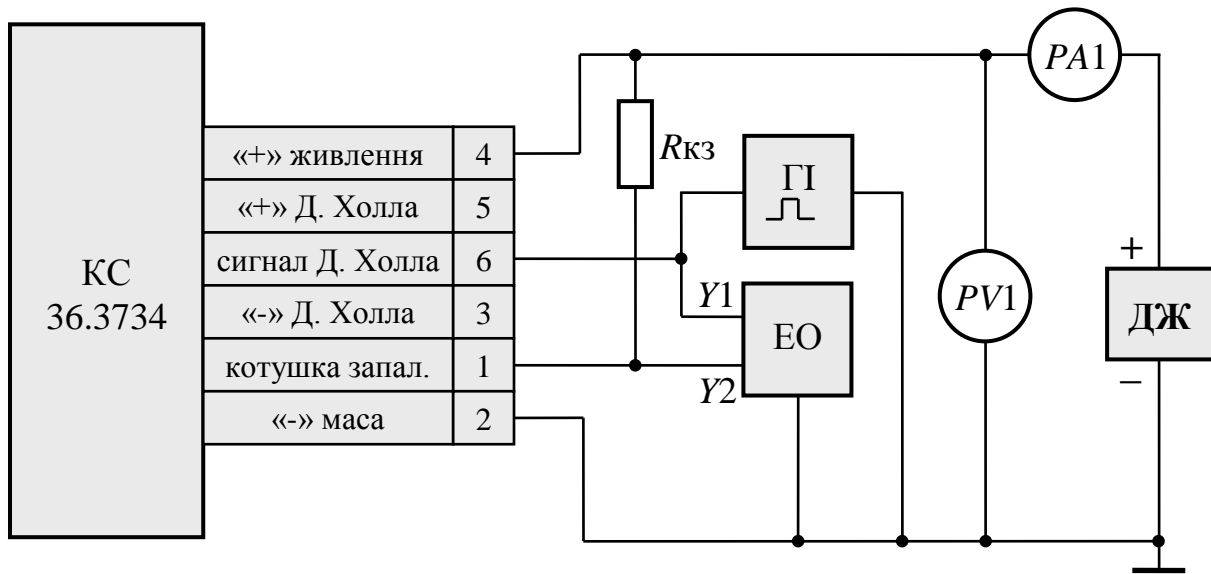 КС
36.3734
«+» живлення 4
«+» Д. Холла 5
сигнал Д. Холла 6
«-» Д. Холла 3
котушка запал. 1
«-» маса 2
Rкз
ГІ
Y1
ЕО
Y2
PA1
PV1
+
ДЖ
−